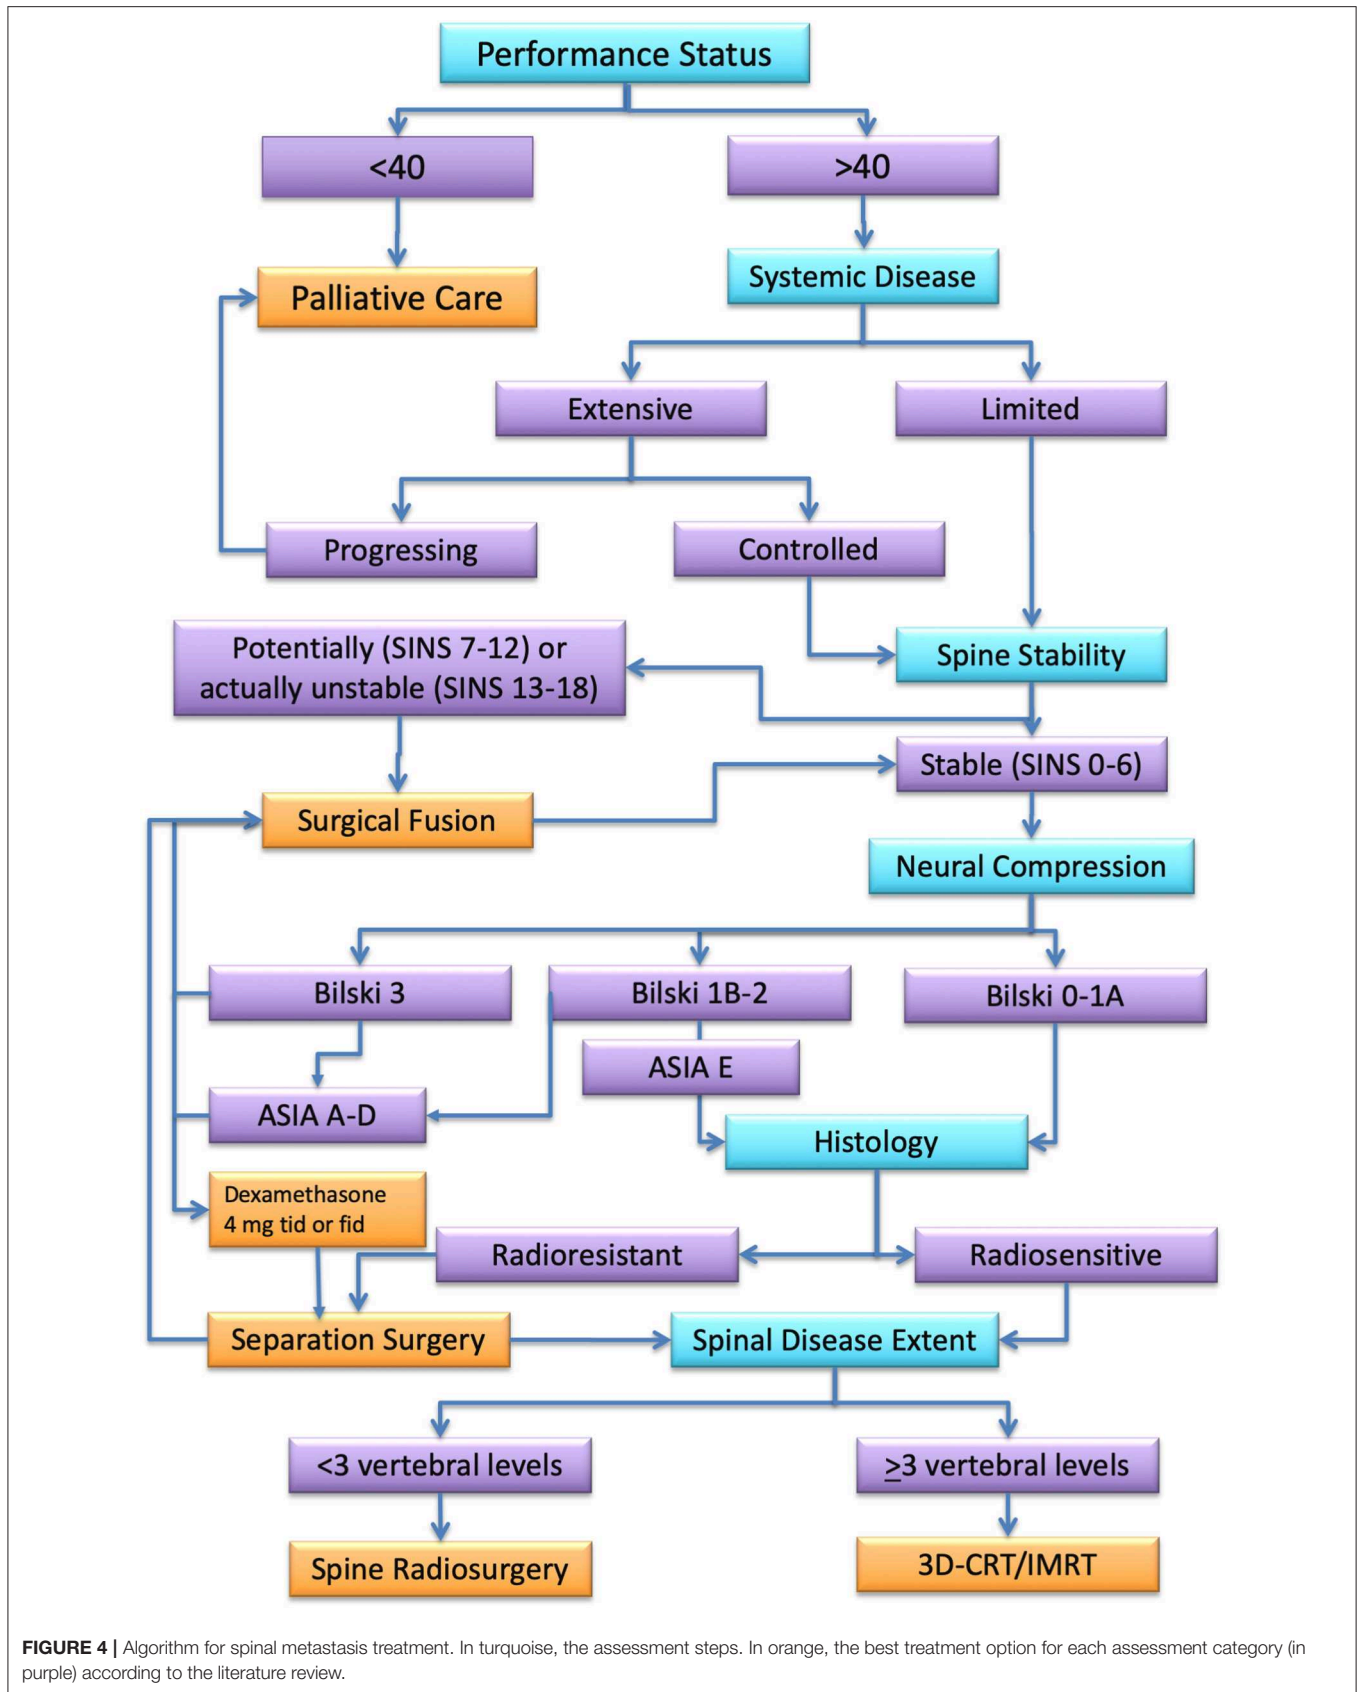 Performance Status
<40
>40
Palliative Care
Systemic Disease
Extensive
Limited
Progressing
Controlled
Potentially (SINS 7-12) or
actually unstable (SINS 13-18)
Spine Stability
Stable (SINS 0-6)
Surgical Fusion
Neural Compression
Bilski 3
Bilski 1B-2
Bilski 0-1A
ASIA E
ASIA A-D
Histology
Dexamethasone
4 mg tid or fid
Radioresistant
Radiosensitive
Separation Surgery
Spinal Disease Extent
<3 vertebral levels
≥3 vertebral levels
Spine Radiosurgery
3D-CRT/IMRT
FIGURE 4 | Algorithm for spinal metastasis treatment. In turquoise, the assessment steps. In orange, the best treatment option for each assessment category (in
purple) according to the literature review.